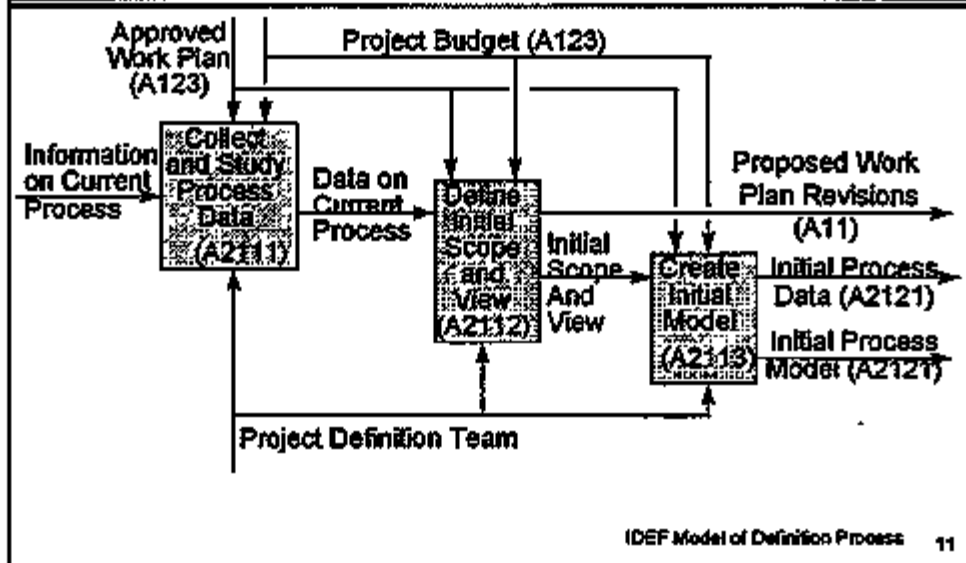 Approved
Work Plan
(A123)
Project Budget (A123)
Information
on Current
Process
Collect
and Study
Process
Data
(A2111)
Data on
Current
Process
Define
Initial
Scope
and
View
(A2112)
Proposed Work
Plan Revisions
(A11)
Initial
Scope
And
View
Create
Initial
Model
(A2113)
Initial Process
Data (A2121)
Initial Process
Model (A2121)
Project Definition Team
IDEF Model of Definition Process 11